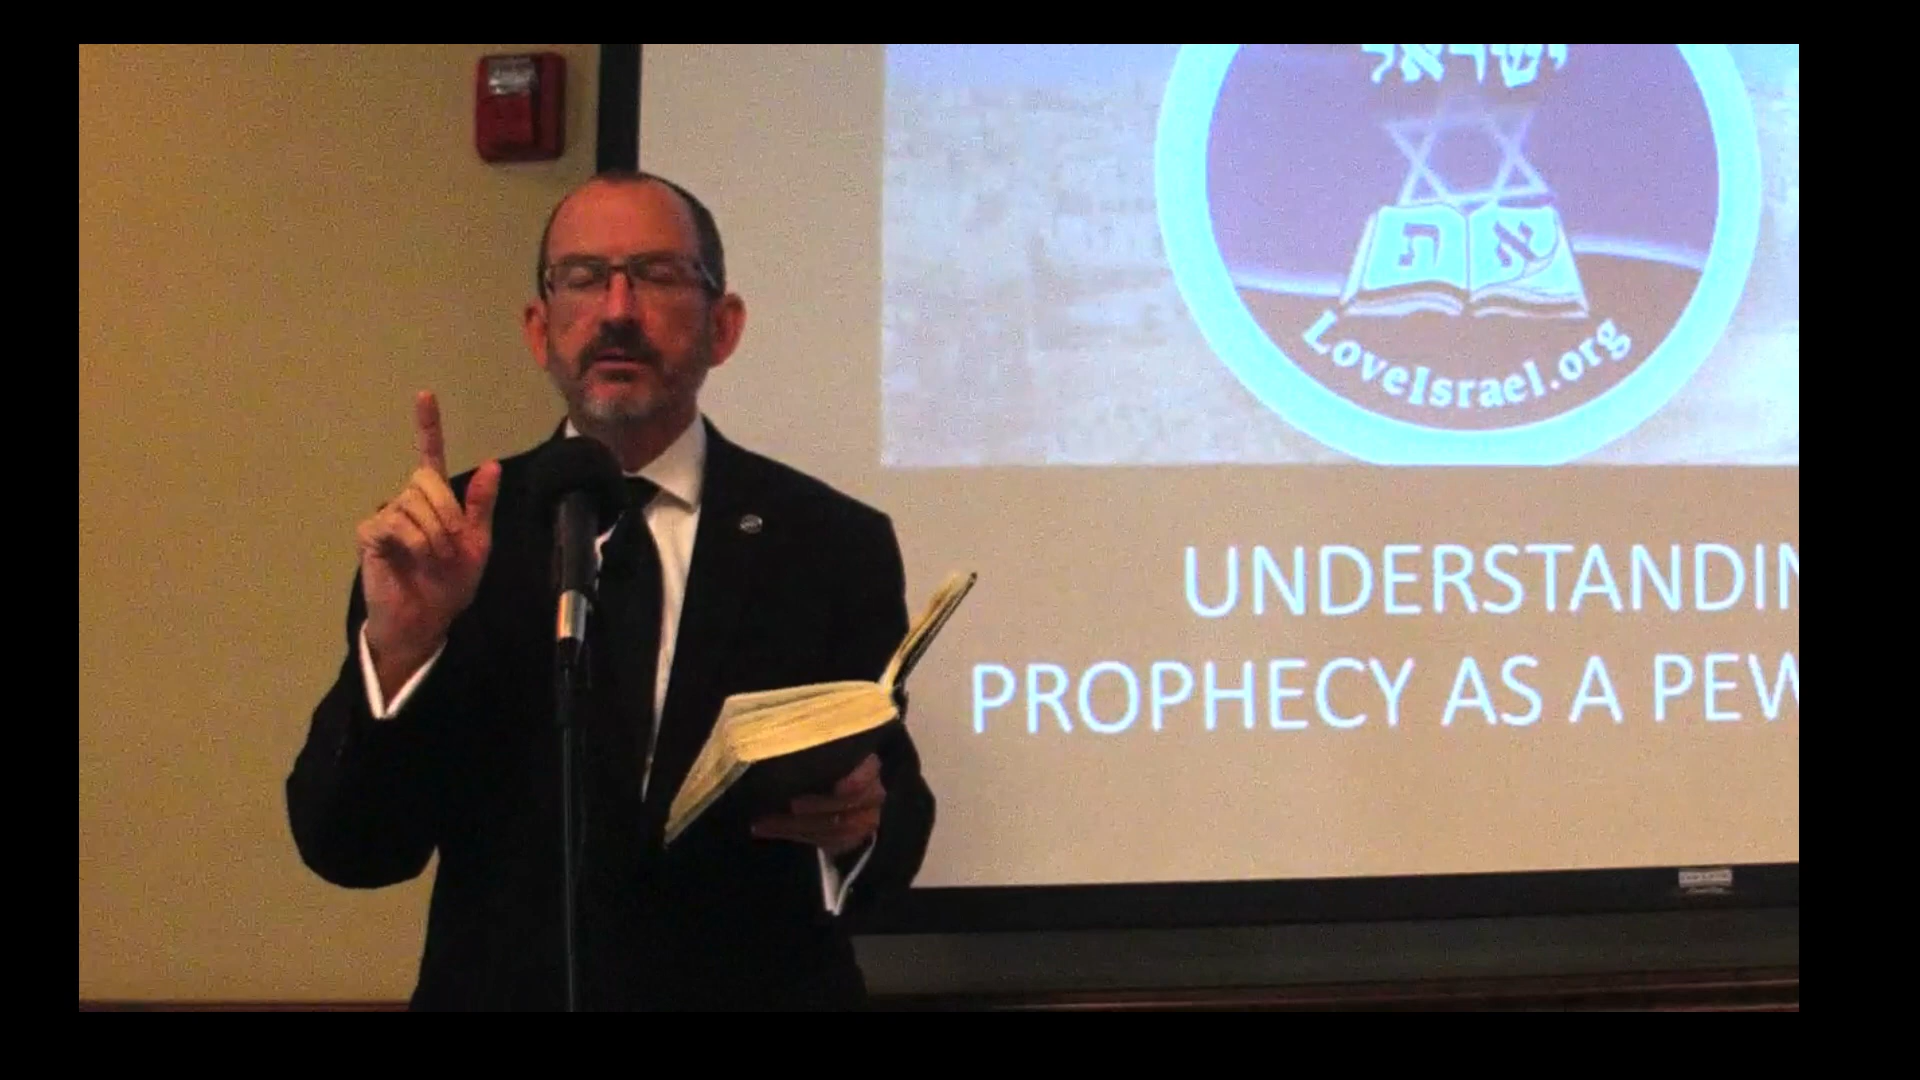 ישראל
ת א
LoveIsrael.org
UNDERSTANDIN
PROPHECY AS A PEW